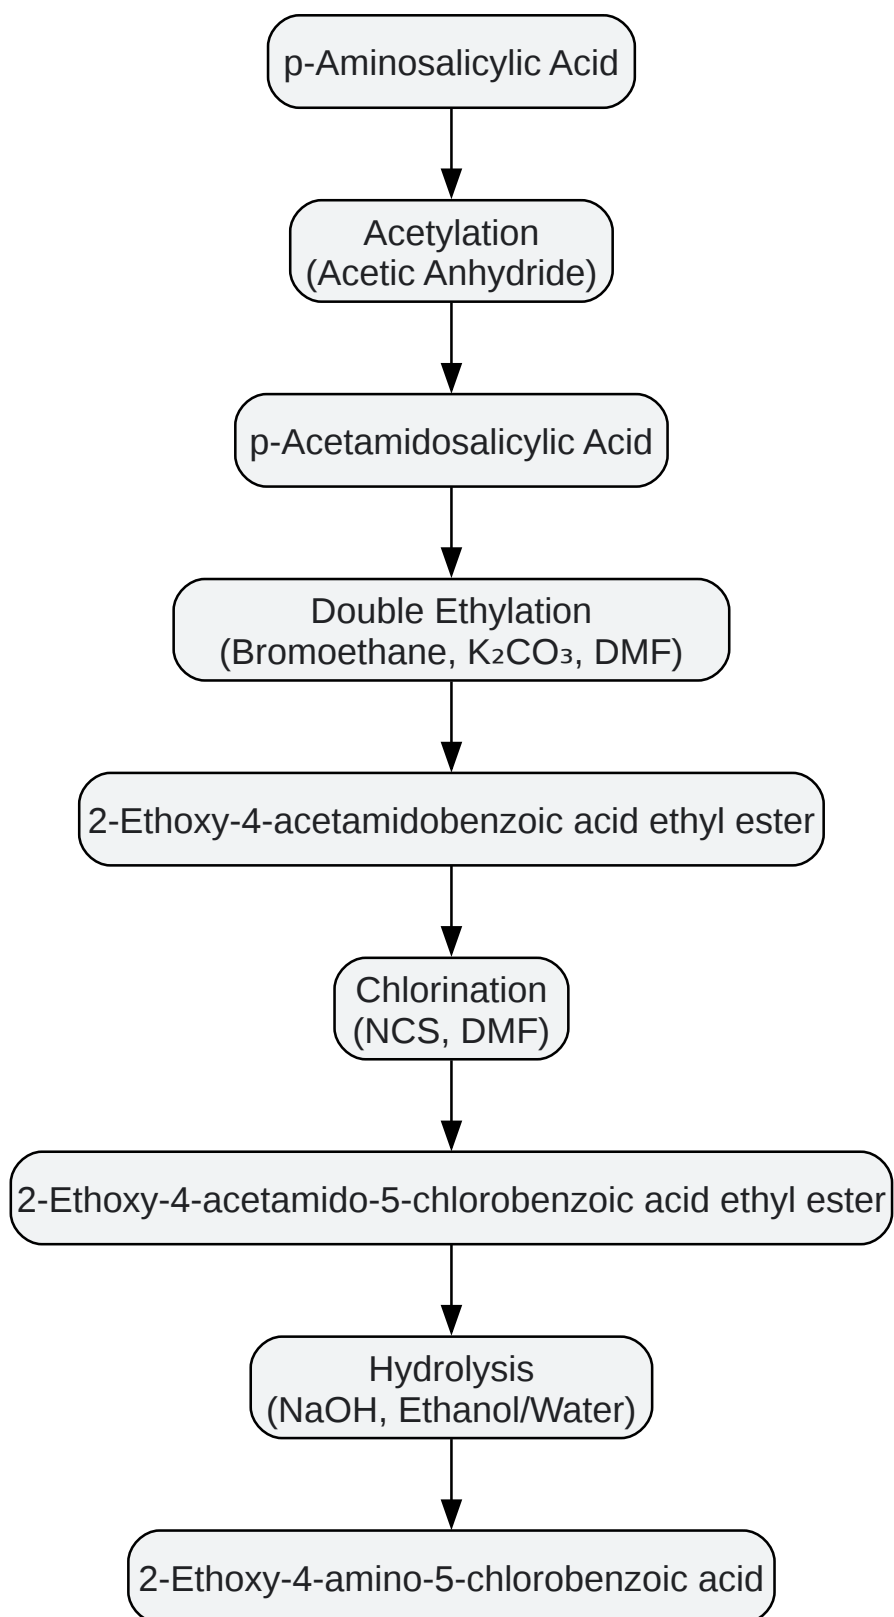 p-Aminosalicylic Acid
Acetylation
(Acetic Anhydride)
p-Acetamidosalicylic Acid
Double Ethylation
(Bromoethane, K₂CO₃, DMF)
2-Ethoxy-4-acetamidobenzoic acid ethyl ester
Chlorination
(NCS, DMF)
2-Ethoxy-4-acetamido-5-chlorobenzoic acid ethyl ester
Hydrolysis
(NaOH, Ethanol/Water)
2-Ethoxy-4-amino-5-chlorobenzoic acid